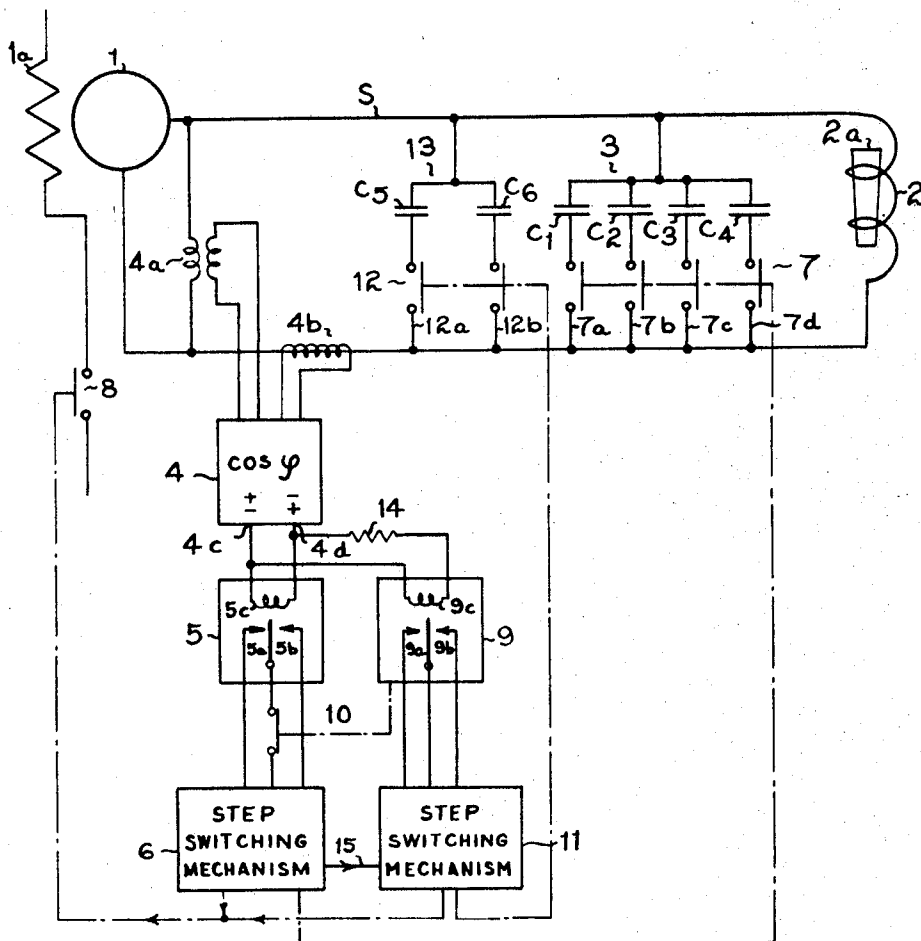 1a
1
S
13
3
2a
2
C5
C6
C1
C2
C3
C4
4a
12
7
12a
12b
7a
7b
7c
7d
4b
8
4
cos φ
+
−
−
+
14
4c
4d
5c
9c
5
5a
5b
9a
9b
9
10
STEP
SWITCHING
MECHANISM
6
15
STEP
SWITCHING
MECHANISM
11